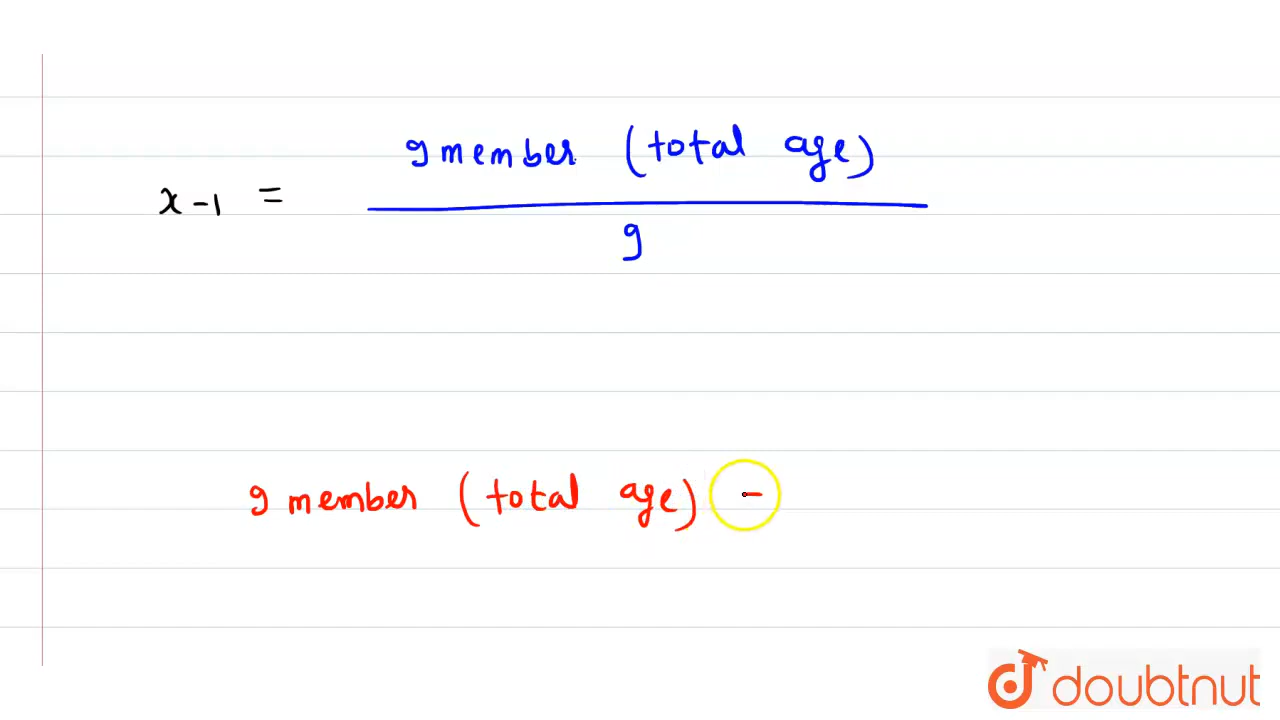 9 member (total age)
x - 1 =
9
9 member (total age) -
doubtnut